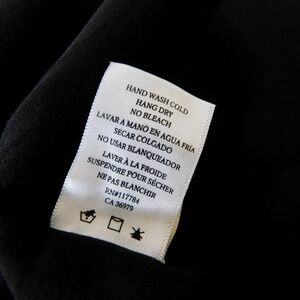 HAND WASH COLD
HANG DRY
NO BLEACH
LAVAR A MANO EN AGUA FRÍA
SECAR COLGADO
NO USAR BLANQUEADOR
LAVER À LA FROIDE
SUSPENDRE POUR SÉCHER
NE PAS BLANCHIR
RN#117784
CA 36979